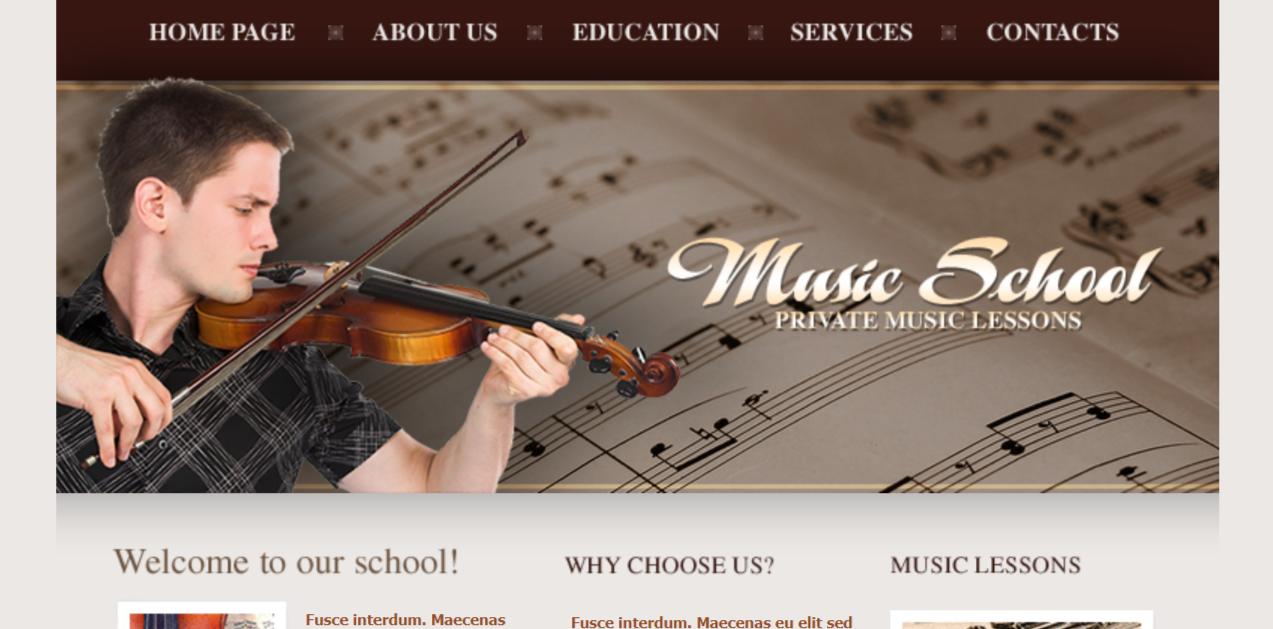 HOME PAGE ABOUT US EDUCATION SERVICES CONTACTS
Music School
PRIVATE MUSIC LESSONS
Welcome to our school!
WHY CHOOSE US?
MUSIC LESSONS
Fusce interdum. Maecenas
Fusce interdum. Maecenas eu elit sed